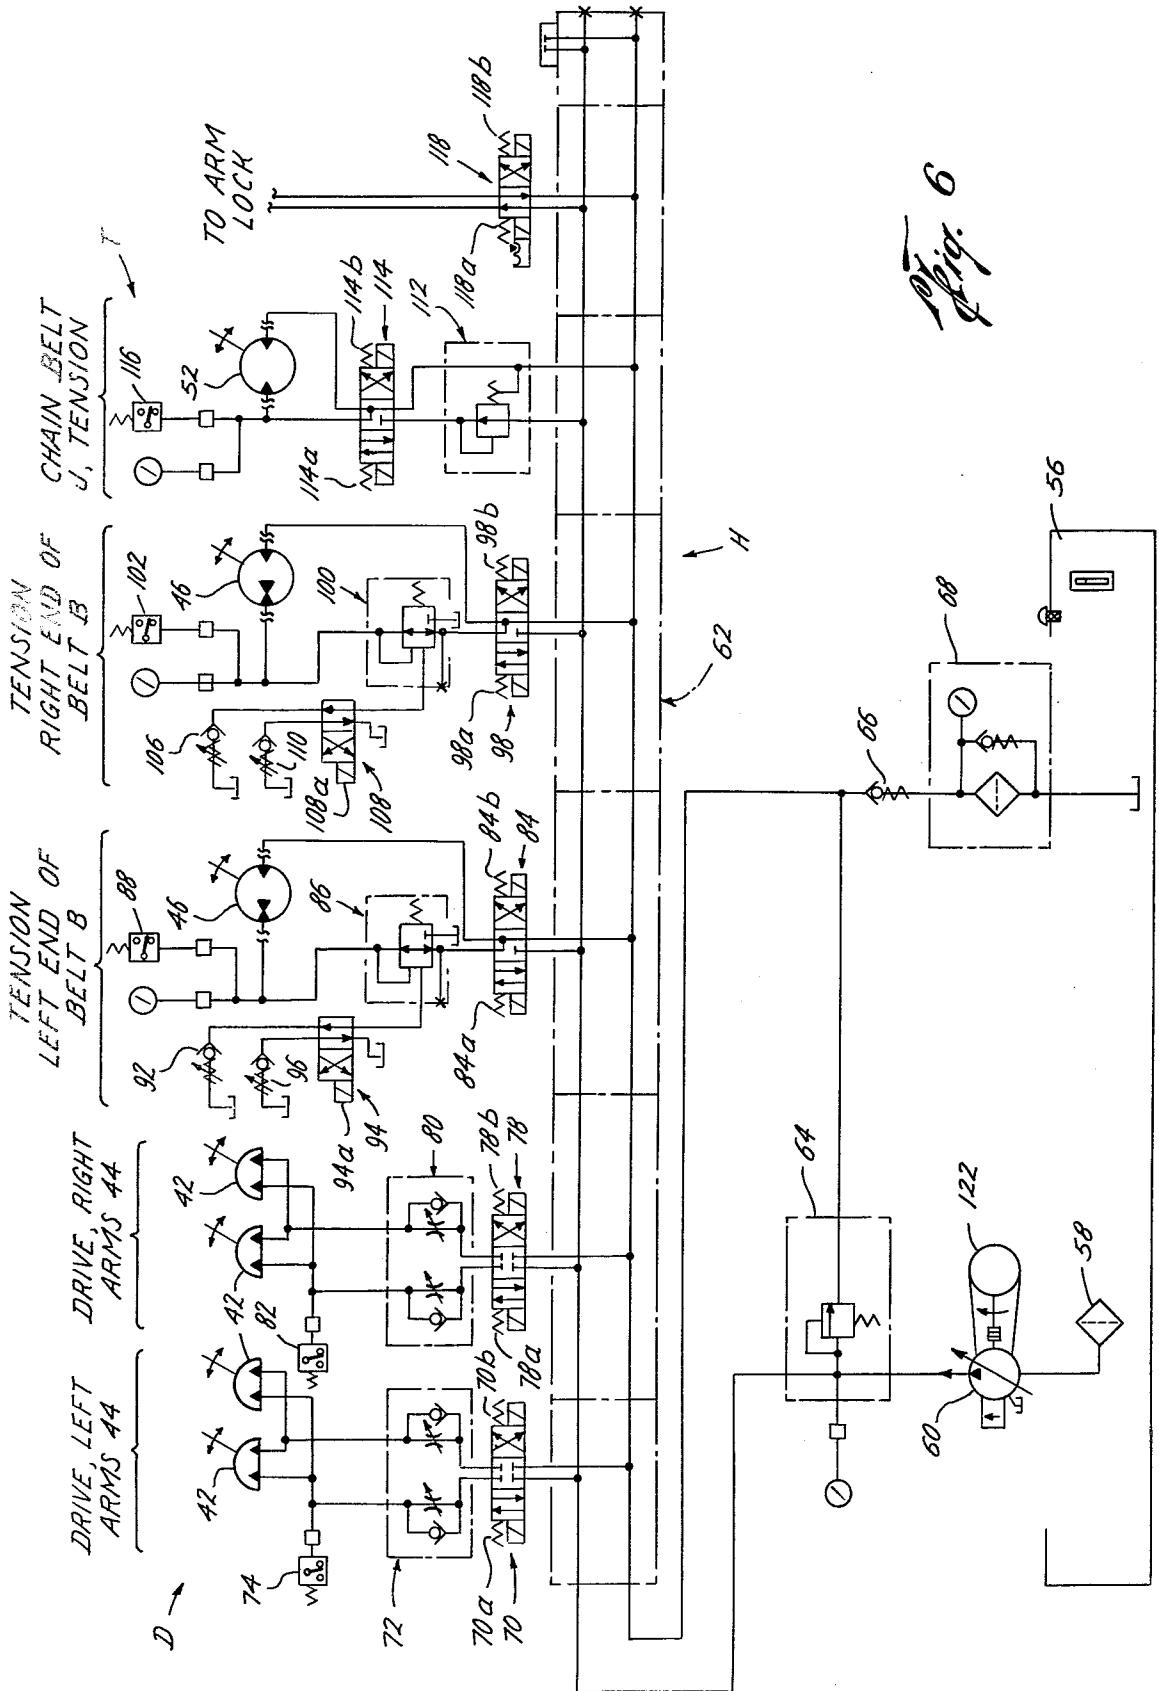 DRIVE, LEFT
ARMS 44
DRIVE, RIGHT
ARMS 44
TENSION
LEFT END OF
BELT B
TENSION
RIGHT END OF
BELT B
CHAIN BELT
J, TENSION
TO ARM
LOCK
D
T
H
74
42
42
82
42
42
88
92
46
96
102
106
46
110
116
52
72
80
94a
94
86
108a
108
100
114a
114b
114
112
70a
70
70b
78a
78b
78
84a
84b
84
98a
98
98b
118a
118
118b
62
64
66
68
56
60
122
58
Fig. 6